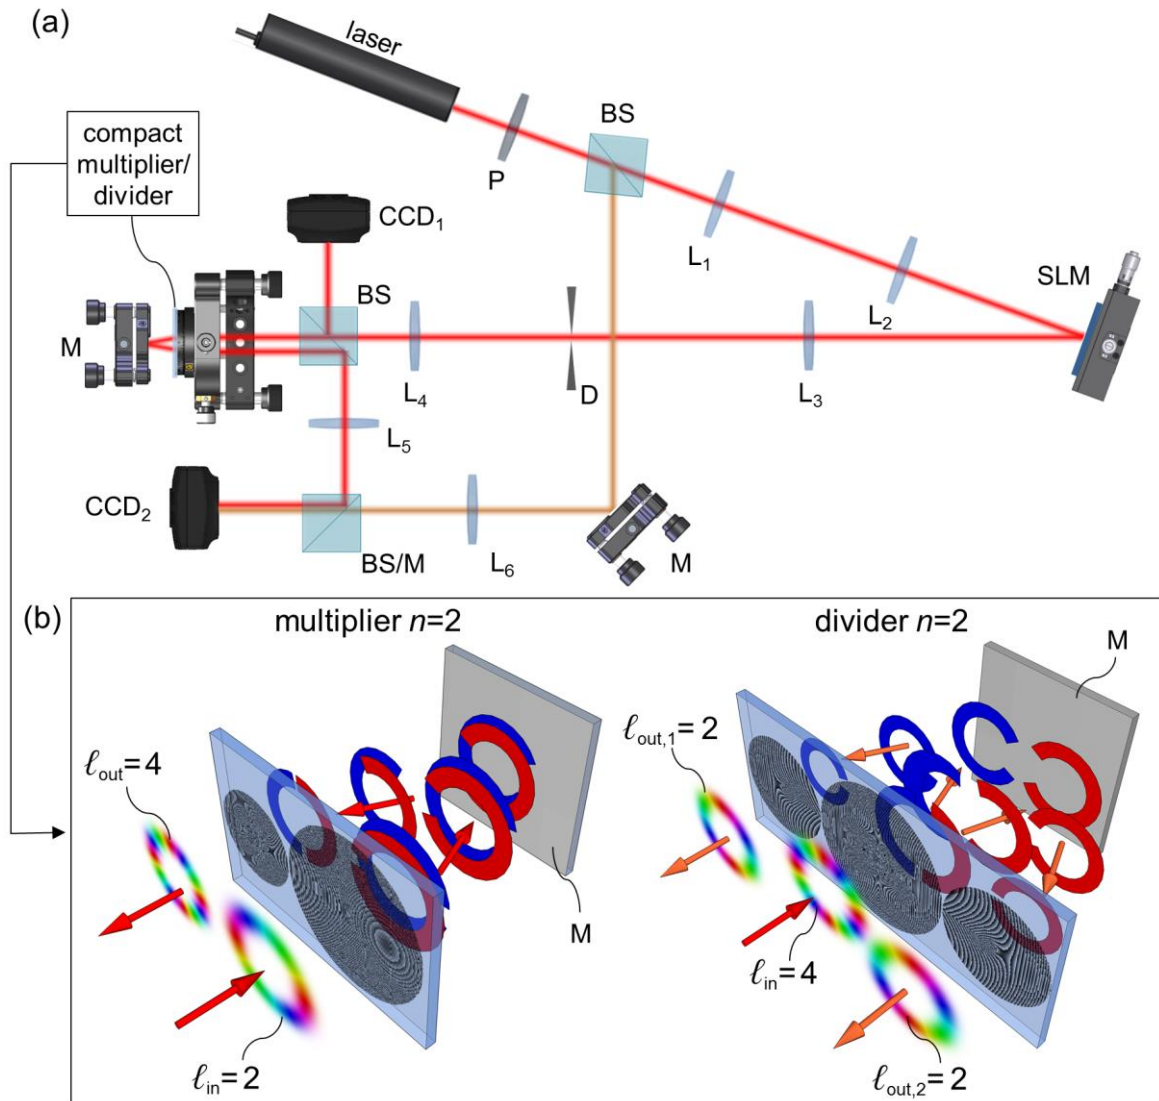 (a)
laser
BS
compact
multiplier/
divider
P
CCD₁
L₁
BS
SLM
L₂
M
L₄
D
L₃
L₅
CCD₂
BS/M
L₆
M
(b)
multiplier n=2
divider n=2
M
ℓout,1=2
ℓout=4
M
ℓin=4
ℓin=2
ℓout,2=2